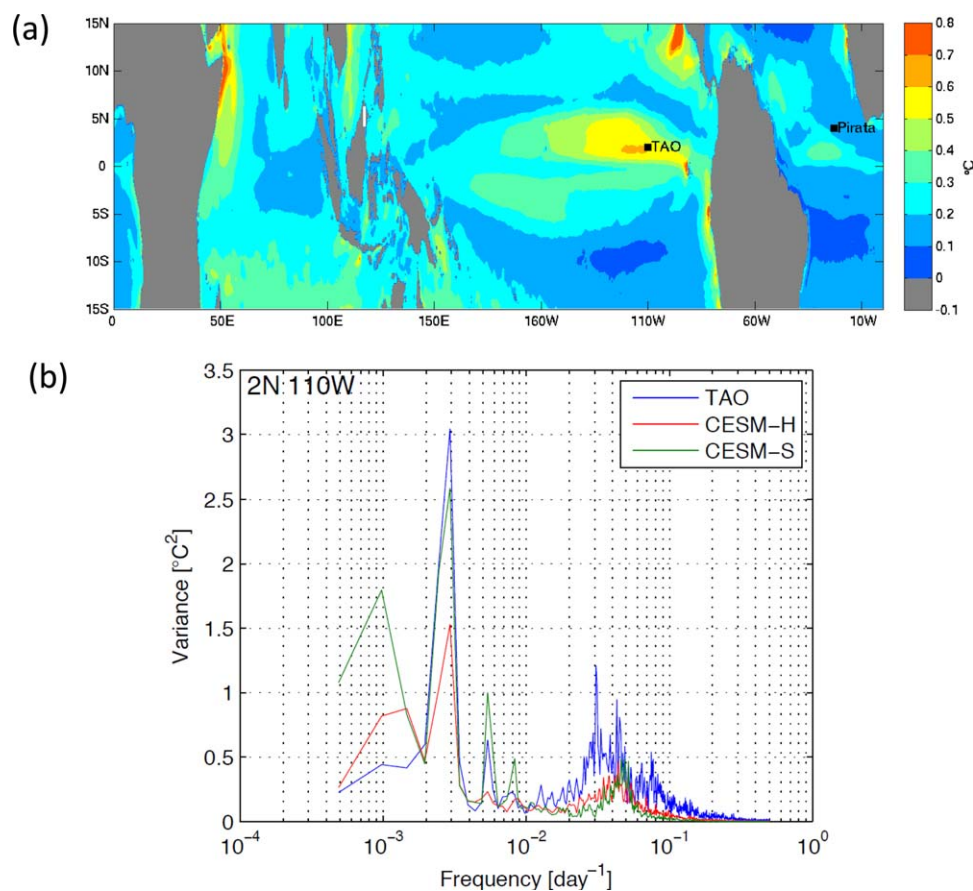 (a)
15N
10N
5N
0
5S
10S
15S
0 50E 100E 150E 160W 110W 60W 10W
TAO
Pirata
0.8
0.7
0.6
0.5
0.4
0.3
0.2
0.1
0
-0.1
°C
(b)
2N 110W
TAO
CESM-H
CESM-S
3.5
3
2.5
2
1.5
1
0.5
0
Variance [°C²]
10⁻⁴ 10⁻³ 10⁻² 10⁻¹ 10⁰
Frequency [day⁻¹]